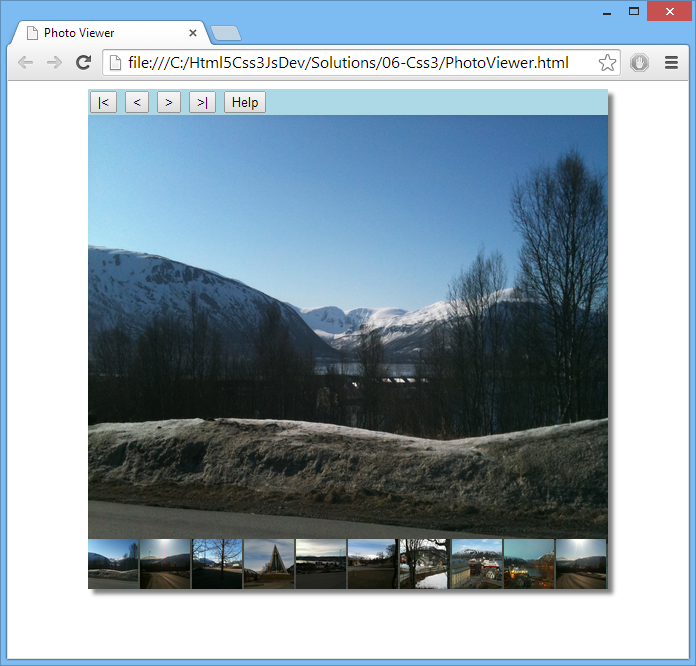 Photo Viewer
file:///C:/Html5Css3JsDev/Solutions/06-Css3/PhotoViewer.html
|< < > >| Help